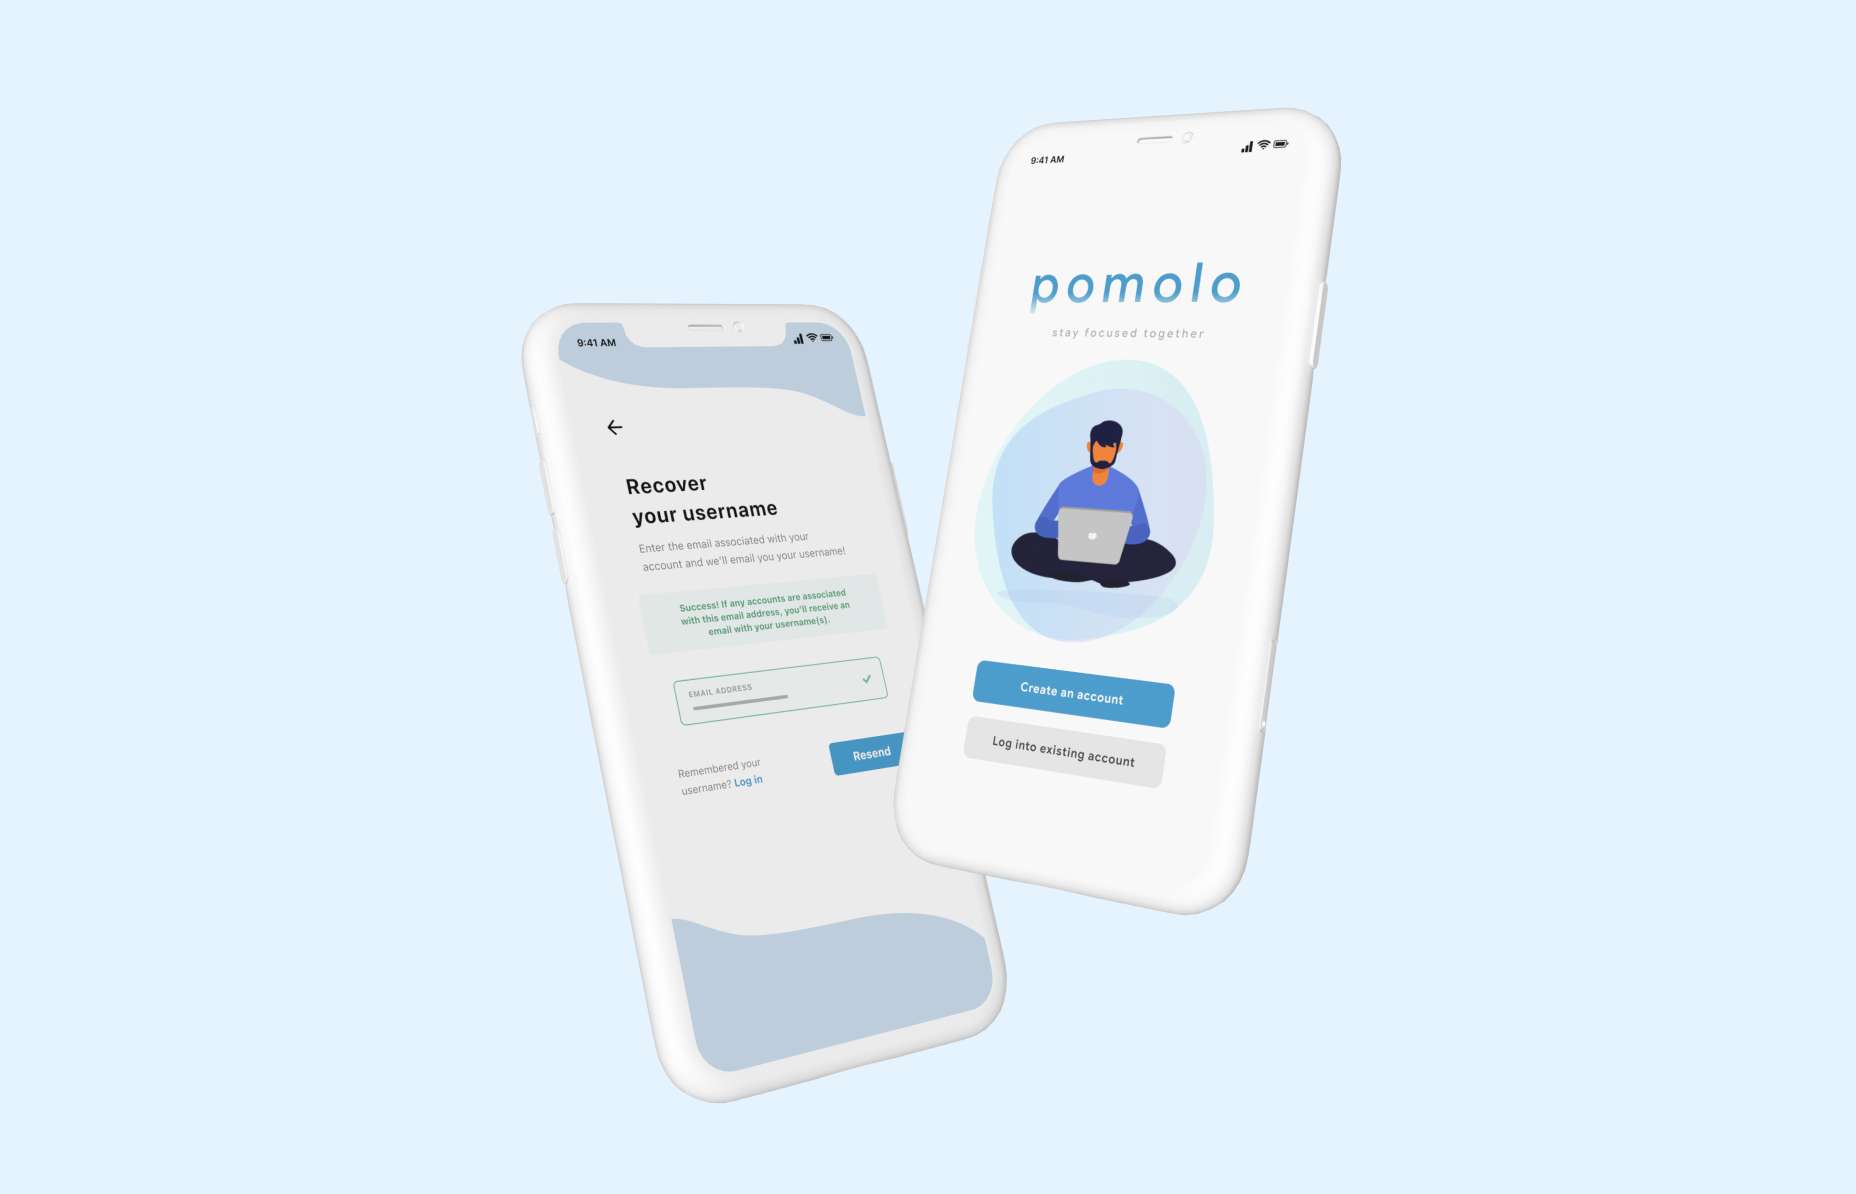 9:41 AM
Recover
your username
Enter the email associated with your
account and we'll email you your username!
Success! If any accounts are associated
with this email address, you'll receive an
email with your username(s).
EMAIL ADDRESS
Resend
Remembered your
username? Log in
9:41 AM
pomolo
stay focused together
Create an account
Log into existing account